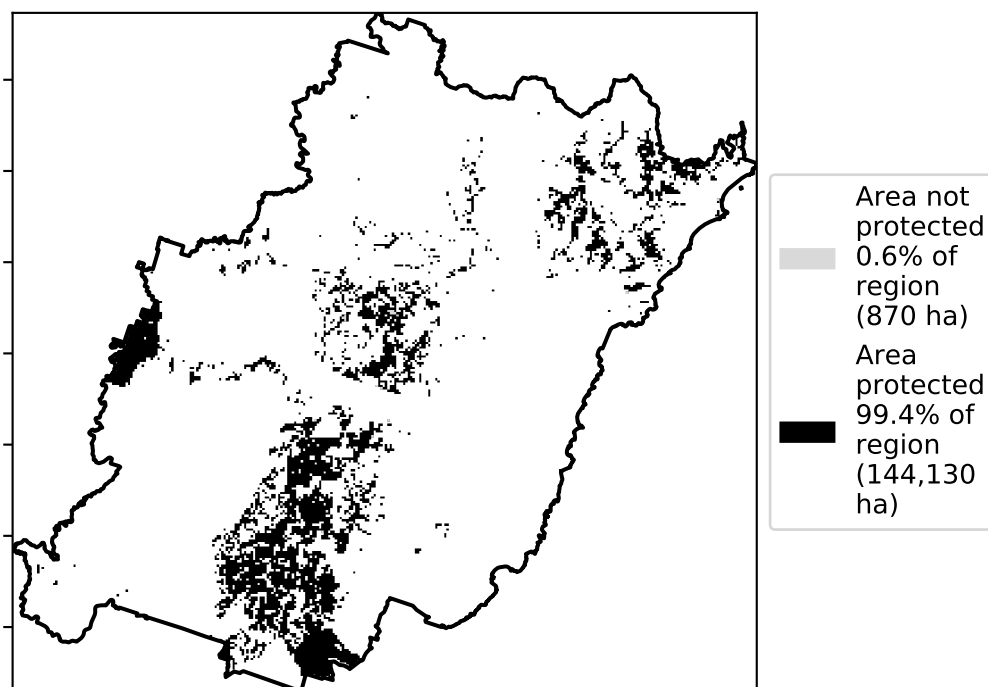 Area not
protected
0.6% of
region
(870 ha)
Area
protected
99.4% of
region
(144,130
ha)